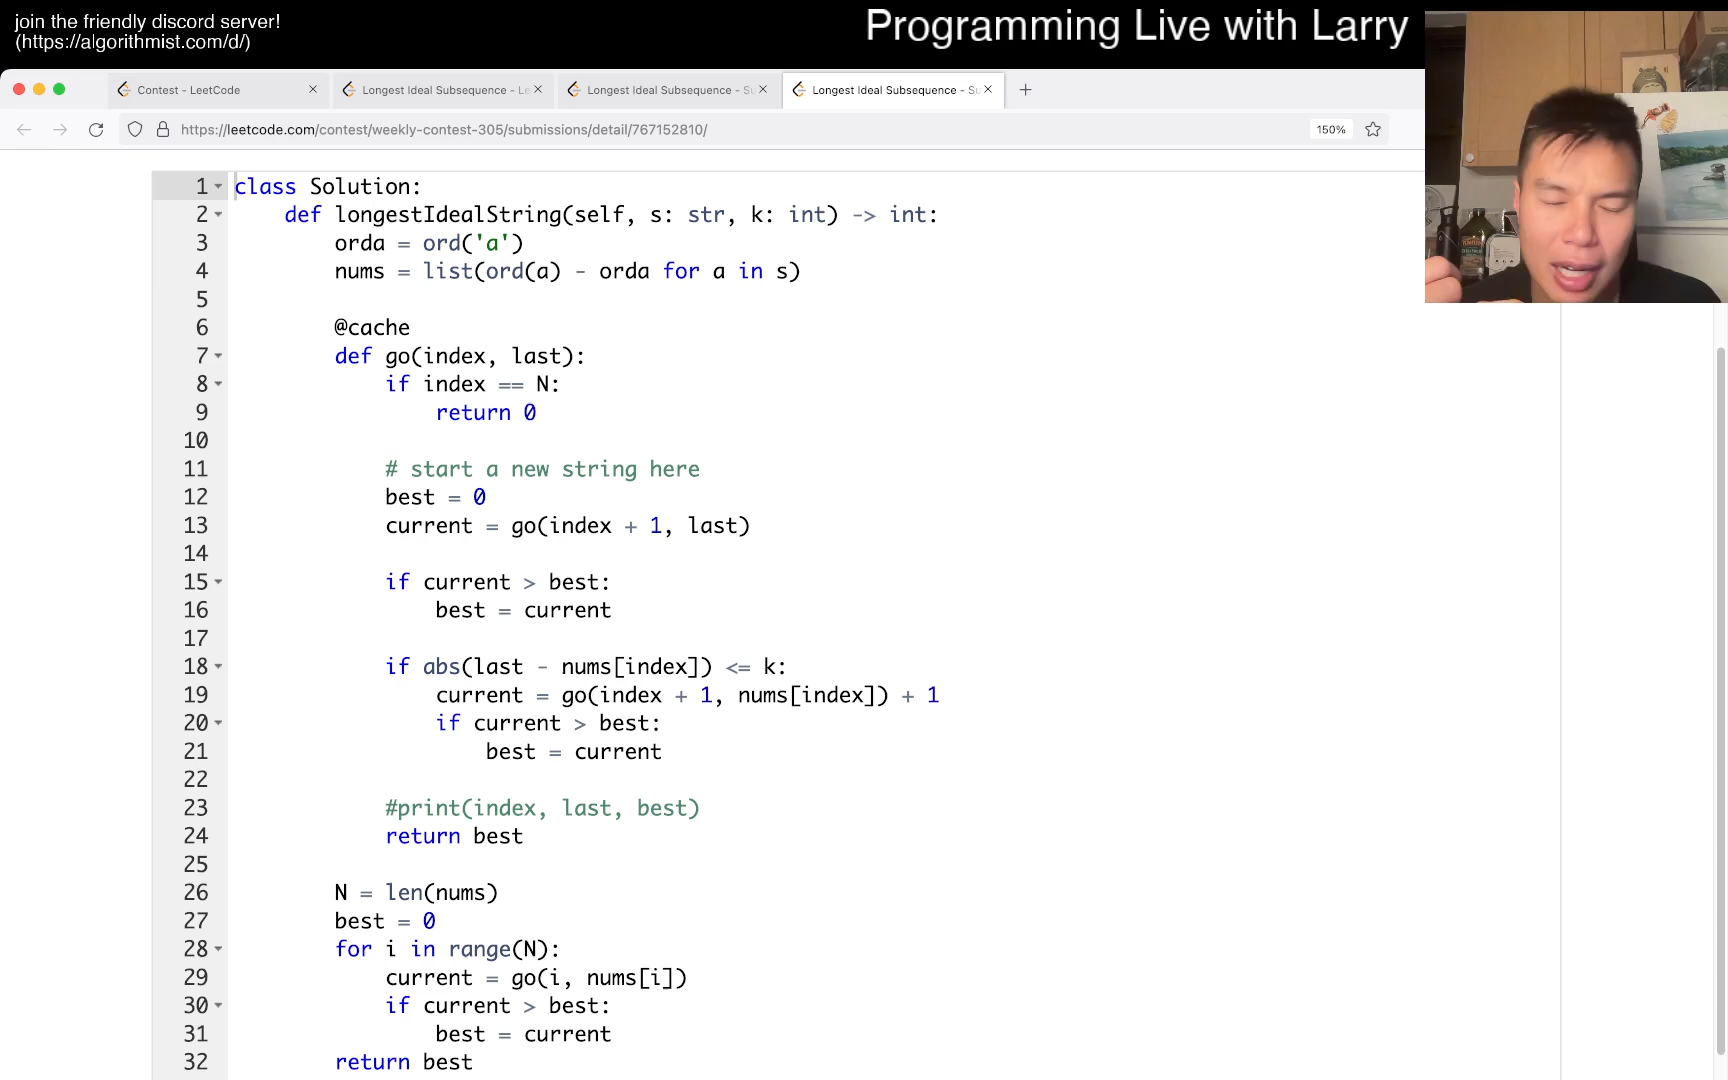 join the friendly discord server!
(https://algorithmist.com/d/)
Programming Live with Larry
Contest - LeetCode
Longest Ideal Subsequence - Le
Longest Ideal Subsequence - Su
Longest Ideal Subsequence - Su
https://leetcode.com/contest/weekly-contest-305/submissions/detail/767152810/
150%
1 class Solution:
2     def longestIdealString(self, s: str, k: int) -> int:
3         orda = ord('a')
4         nums = list(ord(a) - orda for a in s)
5
6         @cache
7         def go(index, last):
8             if index == N:
9                 return 0
10
11             # start a new string here
12             best = 0
13             current = go(index + 1, last)
14
15             if current > best:
16                 best = current
17
18             if abs(last - nums[index]) <= k:
19                 current = go(index + 1, nums[index]) + 1
20                 if current > best:
21                     best = current
22
23             #print(index, last, best)
24             return best
25
26         N = len(nums)
27         best = 0
28         for i in range(N):
29             current = go(i, nums[i])
30             if current > best:
31                 best = current
32         return best